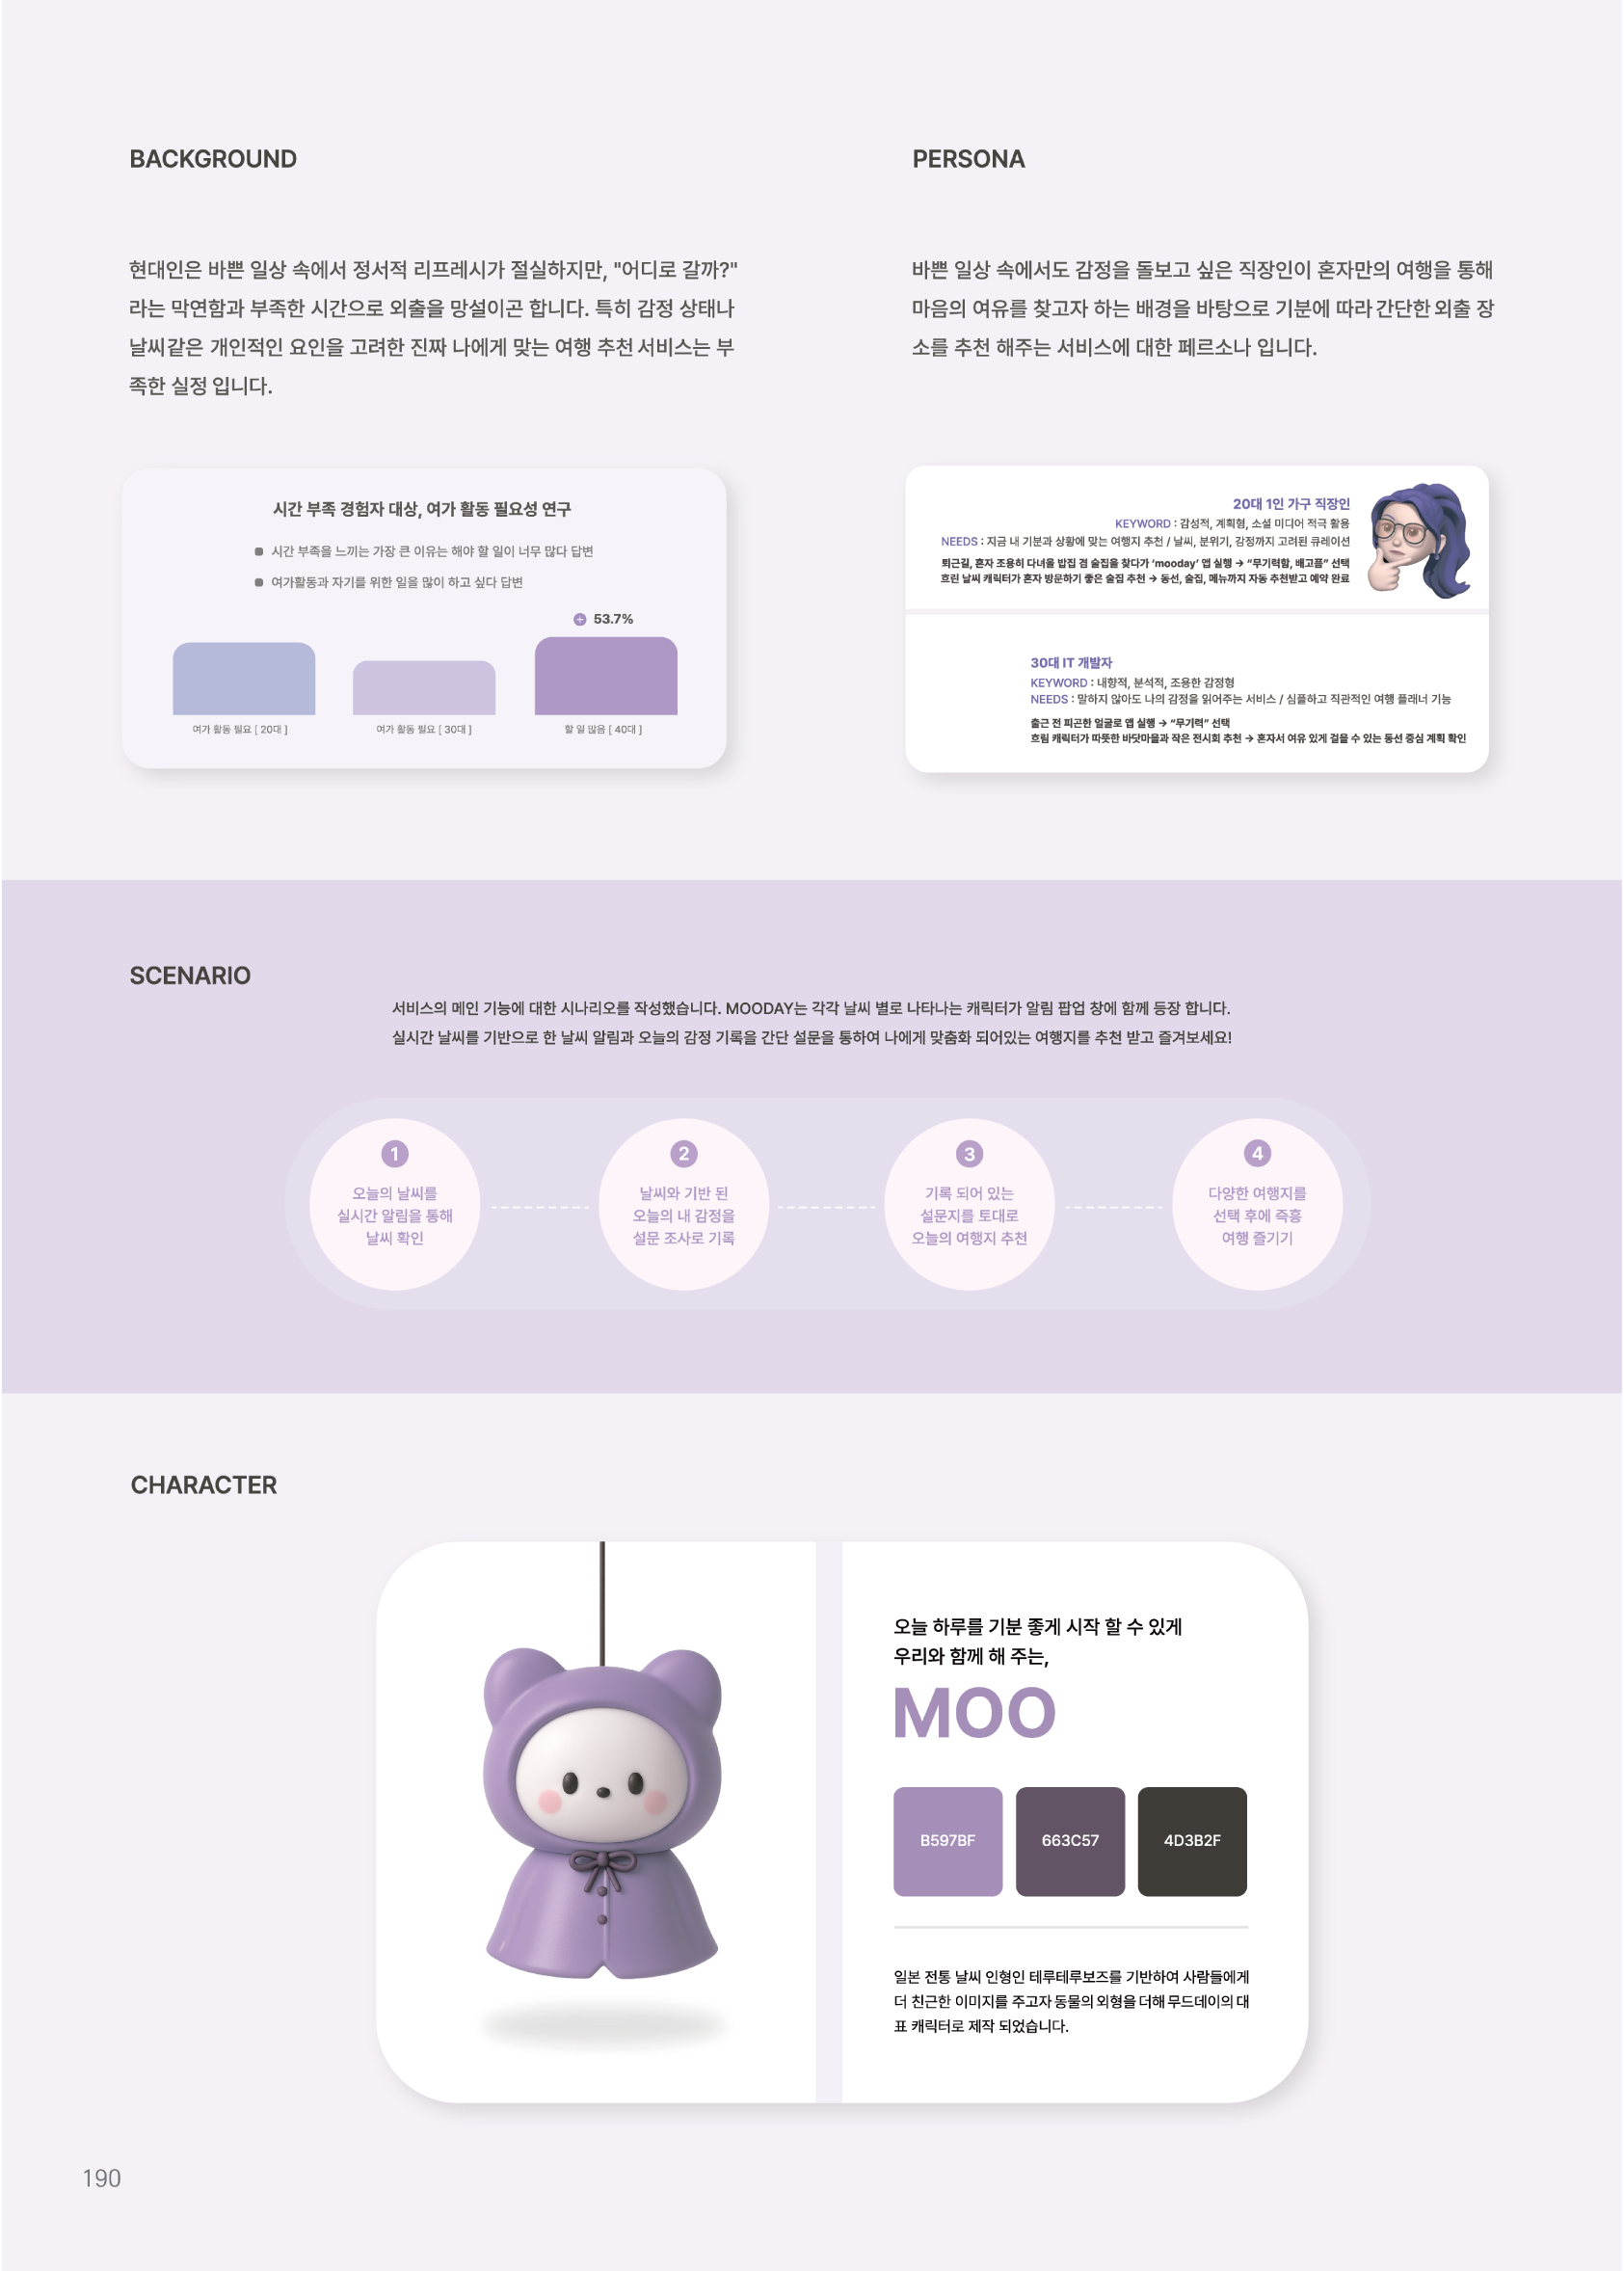 BACKGROUND
현대인은 바쁜 일상 속에서 정서적 리프레시가 절실하지만, "어디로 갈까?"
라는 막연함과 부족한 시간으로 외출을 망설이곤 합니다. 특히 감정 상태나
날씨같은 개인적인 요인을 고려한 진짜 나에게 맞는 여행 추천 서비스는 부
족한 실정 입니다.
시간 부족 경험자 대상, 여가 활동 필요성 연구
시간 부족을 느끼는 가장 큰 이유는 해야 할 일이 너무 많다 답변
여가활동과 자기를 위한 일을 많이 하고 싶다 답변
53.7%
여가 활동 필요 [ 20대 ]
여가 활동 필요 [ 30대 ]
할 일 많음 [ 40대 ]
PERSONA
바쁜 일상 속에서도 감정을 돌보고 싶은 직장인이 혼자만의 여행을 통해
마음의 여유를 찾고자 하는 배경을 바탕으로 기분에 따라 간단한 외출 장
소를 추천 해주는 서비스에 대한 페르소나 입니다.
20대 1인 가구 직장인
KEYWORD : 감성적, 계획형, 소셜 미디어 적극 활용
NEEDS : 지금 내 기분과 상황에 맞는 여행지 추천 / 날씨, 분위기, 감정까지 고려된 큐레이션
퇴근길, 혼자 조용히 다녀올 밥집 겸 술집을 찾다가 ‘mooday’ 앱 실행 → “무기력함, 배고픔” 선택
흐린 날씨 캐릭터가 혼자 방문하기 좋은 술집 추천 → 동선, 술집, 메뉴까지 자동 추천받고 예약 완료
30대 IT 개발자
KEYWORD : 내향적, 분석적, 조용한 감정형
NEEDS : 말하지 않아도 나의 감정을 읽어주는 서비스 / 심플하고 직관적인 여행 플래너 기능
출근 전 피곤한 얼굴로 앱 실행 → “무기력” 선택
흐림 캐릭터가 따뜻한 바닷마을과 작은 전시회 추천 → 혼자서 여유 있게 걸을 수 있는 동선 중심 계획 확인
SCENARIO
서비스의 메인 기능에 대한 시나리오를 작성했습니다. MOODAY는 각각 날씨 별로 나타나는 캐릭터가 알림 팝업 창에 함께 등장 합니다.
실시간 날씨를 기반으로 한 날씨 알림과 오늘의 감정 기록을 간단 설문을 통하여 나에게 맞춤화 되어있는 여행지를 추천 받고 즐겨보세요!
1
오늘의 날씨를
실시간 알림을 통해
날씨 확인
2
날씨와 기반 된
오늘의 내 감정을
설문 조사로 기록
3
기록 되어 있는
설문지를 토대로
오늘의 여행지 추천
4
다양한 여행지를
선택 후에 즉흥
여행 즐기기
CHARACTER
오늘 하루를 기분 좋게 시작 할 수 있게
우리와 함께 해 주는,
MOO
B597BF
663C57
4D3B2F
일본 전통 날씨 인형인 테루테루보즈를 기반하여 사람들에게
더 친근한 이미지를 주고자 동물의 외형을 더해 무드데이의 대
표 캐릭터로 제작 되었습니다.
190